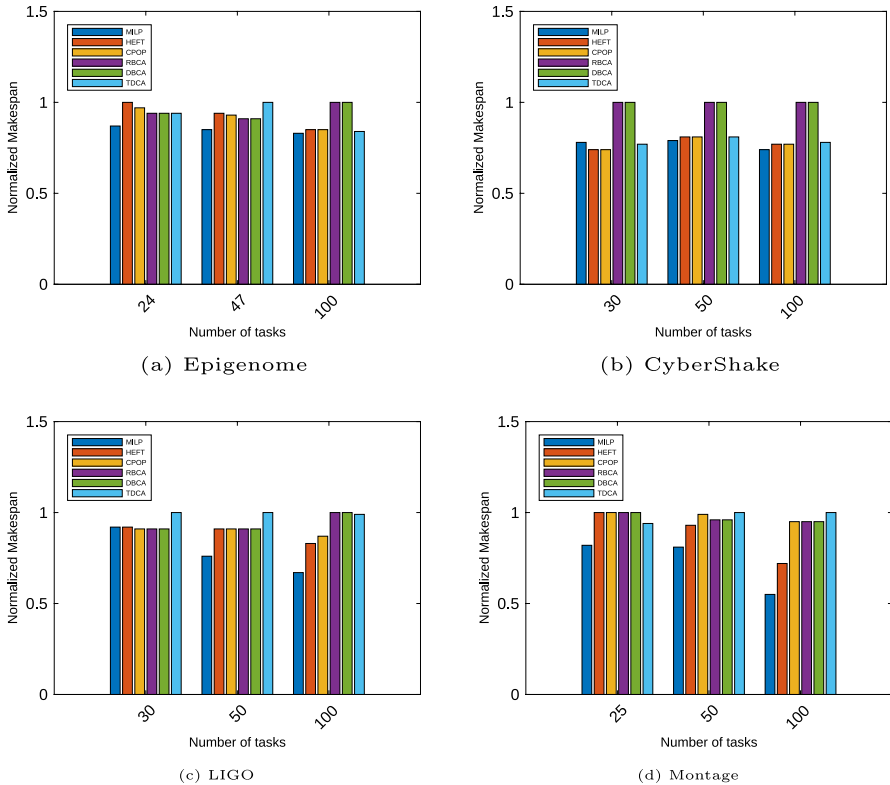 1.5
1
0.5
0
Normalized Makespan
MILP
HEFT
CPOP
RBCA
DBCA
TDCA
24
47
100
Number of tasks
(a) Epigenome
1.5
1
0.5
0
Normalized Makespan
MILP
HEFT
CPOP
RBCA
DBCA
TDCA
30
50
100
Number of tasks
(b) CyberShake
1.5
1
0.5
0
Normalized Makespan
MILP
HEFT
CPOP
RBCA
DBCA
TDCA
30
50
100
Number of tasks
(c) LIGO
1.5
1
0.5
0
Normalized Makespan
MILP
HEFT
CPOP
RBCA
DBCA
TDCA
25
50
100
Number of tasks
(d) Montage